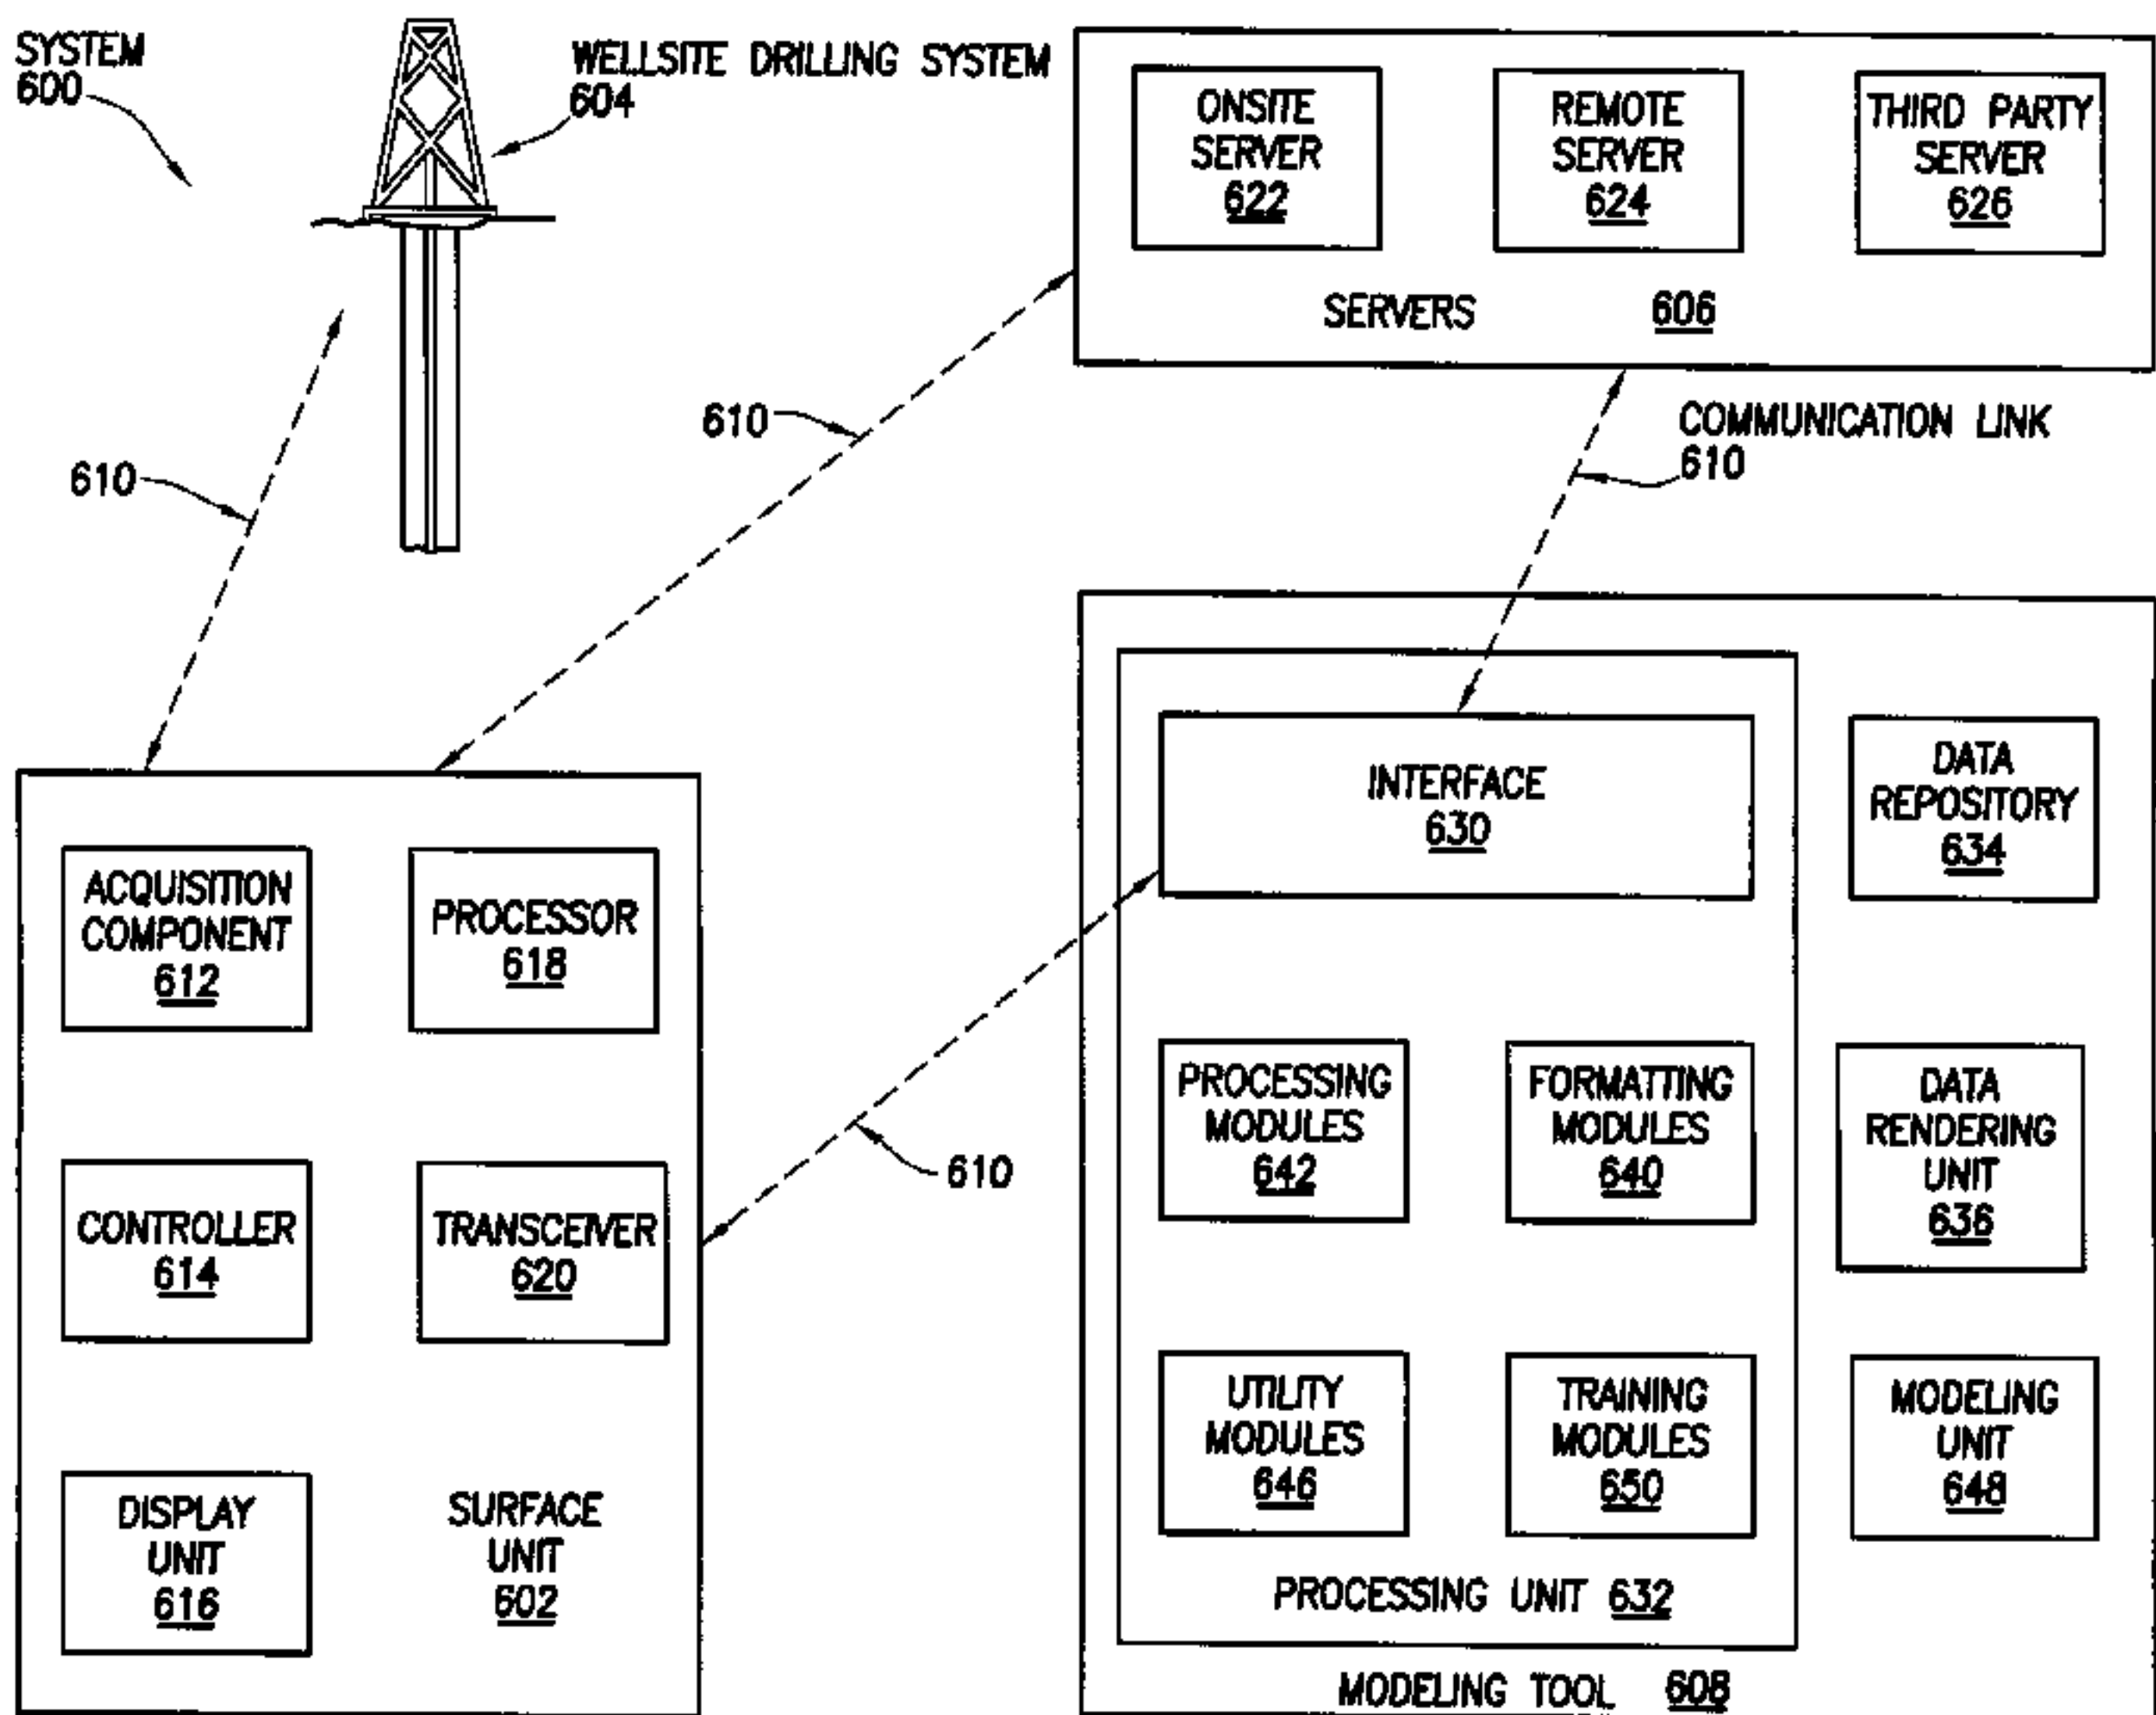 SYSTEM
600
WELLSITE DRILLING SYSTEM
604
ONSITE
SERVER
622
REMOTE
SERVER
624
THIRD PARTY
SERVER
626
SERVERS 606
610
610
COMMUNICATION LINK
610
ACQUISITION
COMPONENT
612
PROCESSOR
618
CONTROLLER
614
TRANSCEIVER
620
DISPLAY
UNIT
616
SURFACE
UNIT
602
610
INTERFACE
630
DATA
REPOSITORY
634
PROCESSING
MODULES
642
FORMATTING
MODULES
640
DATA
RENDERING
UNIT
636
UTILITY
MODULES
646
TRAINING
MODULES
650
MODELING
UNIT
648
PROCESSING UNIT 632
MODELING TOOL 608